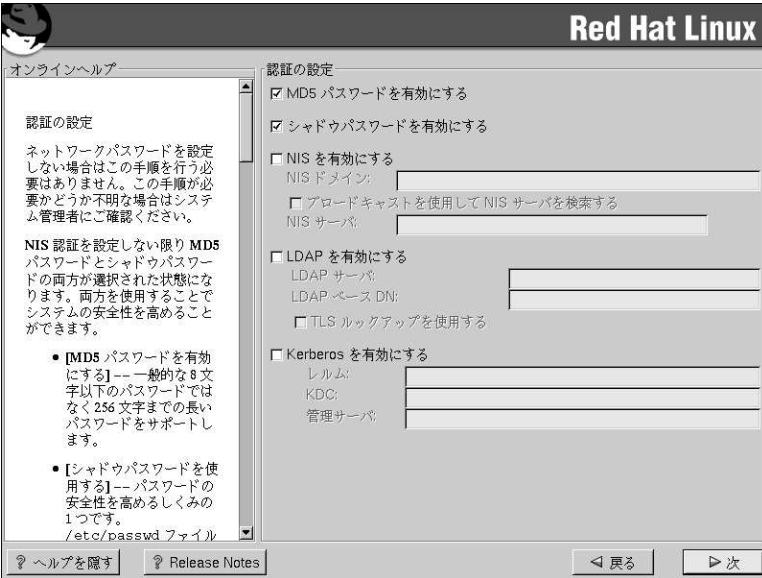 Red Hat Linux
オンラインヘルプ
認証の設定
ネットワークパスワードを設定
しない場合はこの手順を行う必
要はありません。この手順が必
要かどうか不明な場合はシステ
ム管理者にご確認ください。
NIS 認証を設定しない限り MD5
パスワードとシャドウパスワー
ドの両方が選択された状態にな
ります。両方を使用することで
システムの安全性を高めること
ができます。
● [MD5 パスワードを有効
にする] -- 一般的な 8 文
字以下のパスワードでは
なく 256 文字までの長い
パスワードをサポートし
ます。
● [シャドウパスワードを使
用する] -- パスワードの
安全性を高めるしくみの
1 つです。
/etc/passwd ファイル
認証の設定
MD5 パスワードを有効にする
シャドウパスワードを有効にする
NIS を有効にする
NIS ドメイン:
ブロードキャストを使用して NIS サーバを検索する
NIS サーバ:
LDAP を有効にする
LDAP サーバ:
LDAP ベース DN:
TLS ルックアップを使用する
Kerberos を有効にする
レルム:
KDC:
管理サーバ:
? ヘルプを隠す
? Release Notes
戻る
次